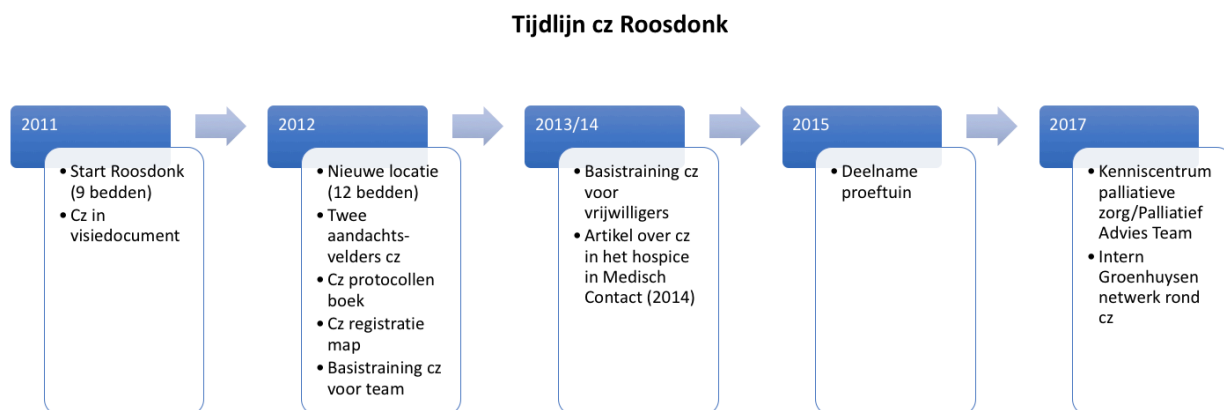 Tijdlijn cz Roosdonk
2011
• Start Roosdonk
(9 bedden)
• Cz in
visiedocument
2012
• Nieuwe locatie
(12 bedden)
• Twee
aandachts-
velders cz
• Cz protocollen
boek
• Cz registratie
map
• Basistraining cz
voor team
2013/14
• Basistraining cz
voor
vrijwilligers
• Artikel over cz
in het hospice
in Medisch
Contact (2014)
2015
• Deelname
proeftuin
2017
• Kenniscentrum
palliatieve
zorg/Palliatief
Advies Team
• Intern
Groenhuysen
netwerk rond
cz